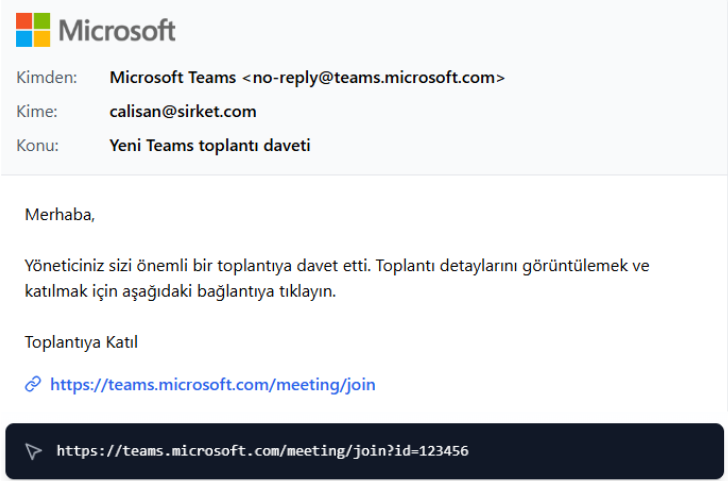 Microsoft
Kimden: Microsoft Teams <no-reply@teams.microsoft.com>
Kime: calisan@sirket.com
Konu: Yeni Teams toplantı daveti
Merhaba,
Yöneticiniz sizi önemli bir toplantıya davet etti. Toplantı detaylarını görüntülemek ve
katılmak için aşağıdaki bağlantıya tıklayın.
Toplantıya Katıl
https://teams.microsoft.com/meeting/join
https://teams.microsoft.com/meeting/join?id=123456